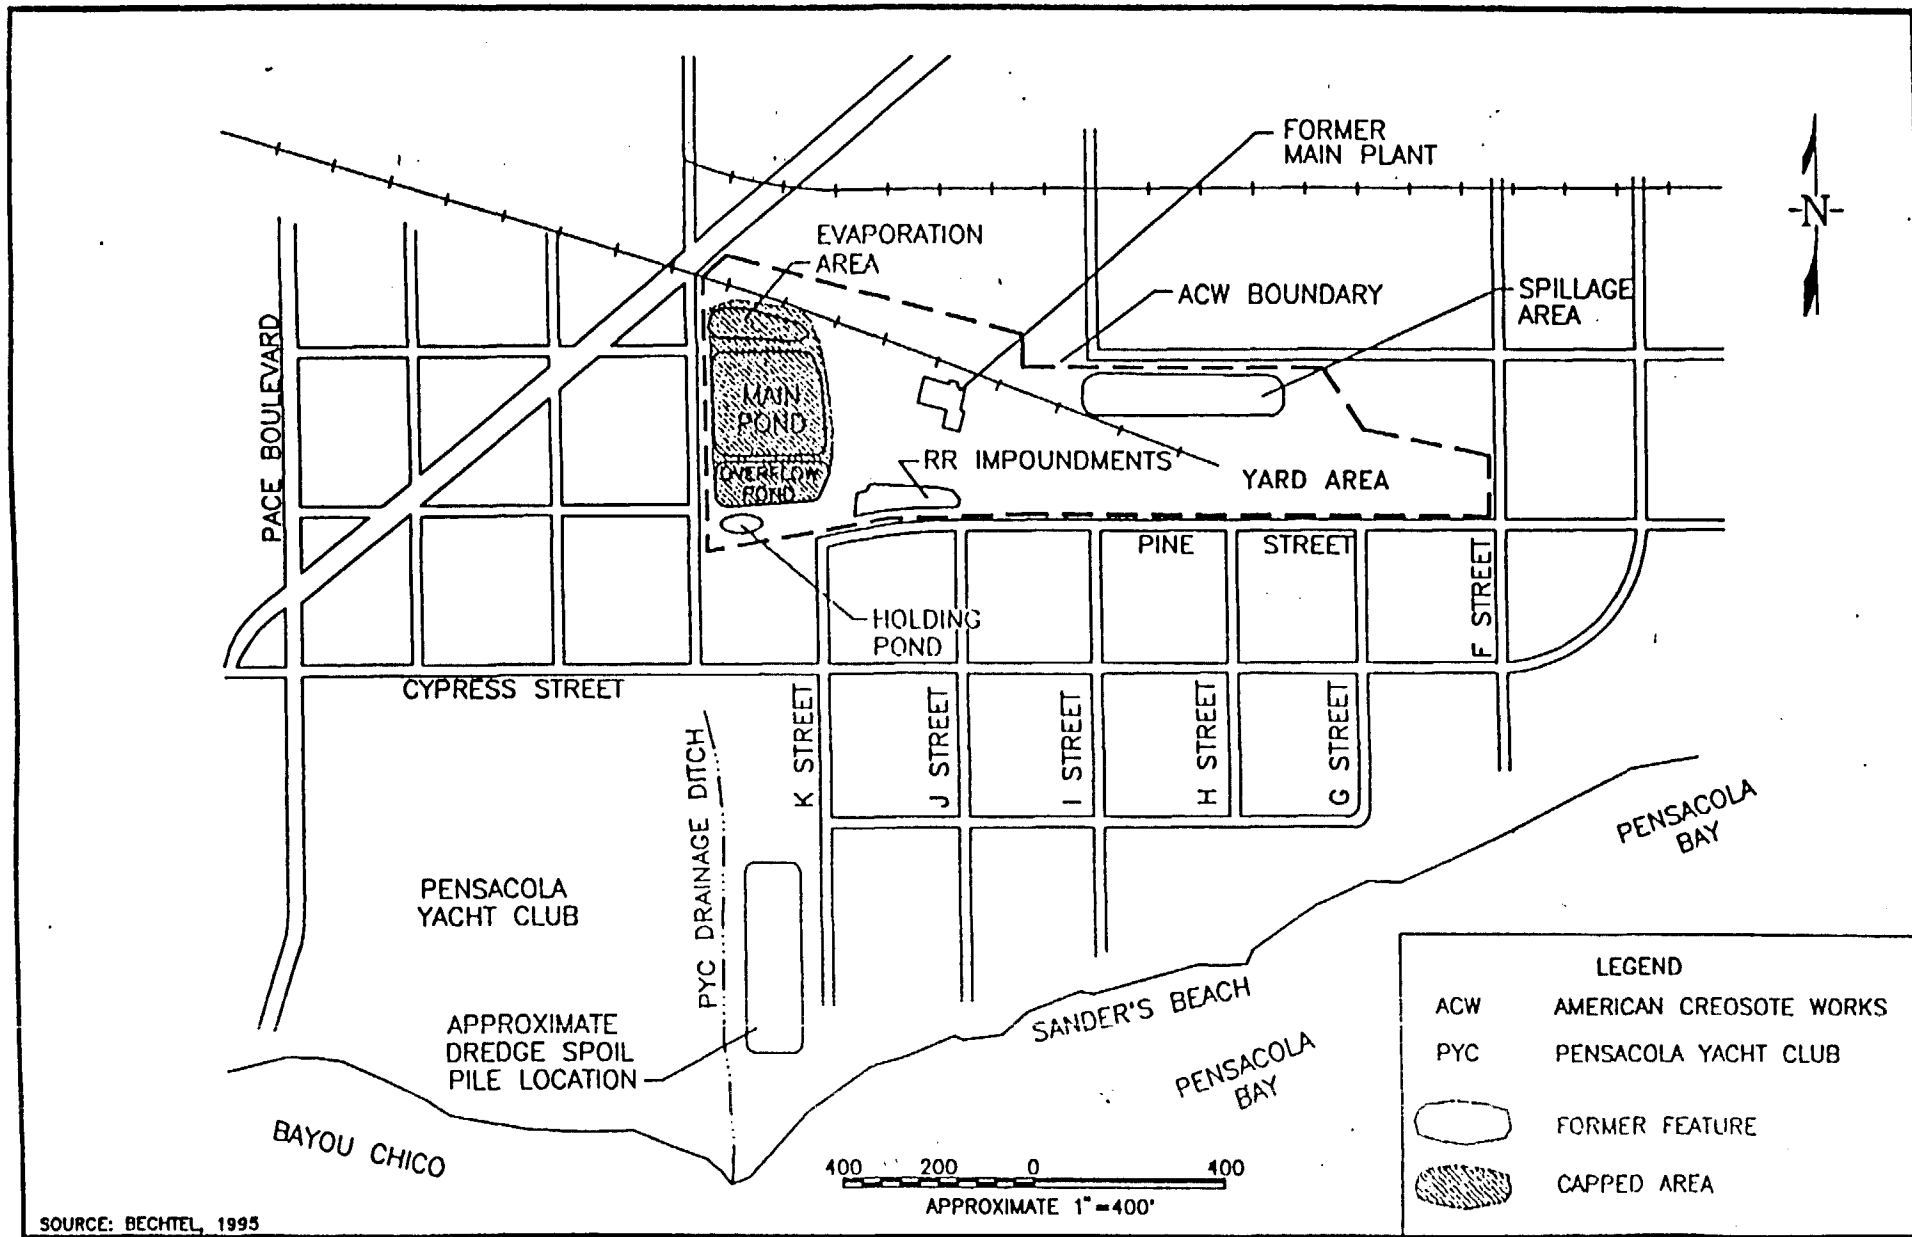 FORMER
MAIN PLANT
-N-
EVAPORATION
AREA
ACW BOUNDARY
SPILLAGE
AREA
PACE BOULEVARD
MAIN
POND
OVERFLOW
POND
RR IMPOUNDMENTS
YARD AREA
PINE STREET
F STREET
HOLDING
POND
CYPRESS STREET
K STREET
J STREET
I STREET
H STREET
G STREET
PYC DRAINAGE DITCH
PENSACOLA
BAY
PENSACOLA
YACHT CLUB
SANDER'S BEACH
APPROXIMATE
DREDGE SPOIL
PILE LOCATION
PENSACOLA
BAY
BAYOU CHICO
400 200 0 400
APPROXIMATE 1"=400'
LEGEND
ACW AMERICAN CREOSOTE WORKS
PYC PENSACOLA YACHT CLUB
FORMER FEATURE
CAPPED AREA
SOURCE: BECHTEL, 1995